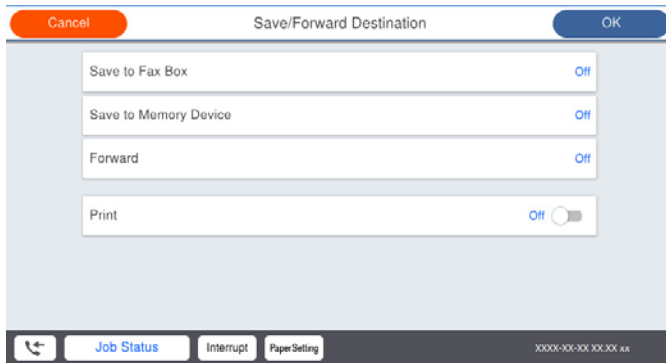 Cancel Save/Forward Destination OK
Save to Fax Box Off
Save to Memory Device Off
Forward Off
Print Off
Job Status Interrupt PaperSetting XXXX-XX-XX XX:XX xx